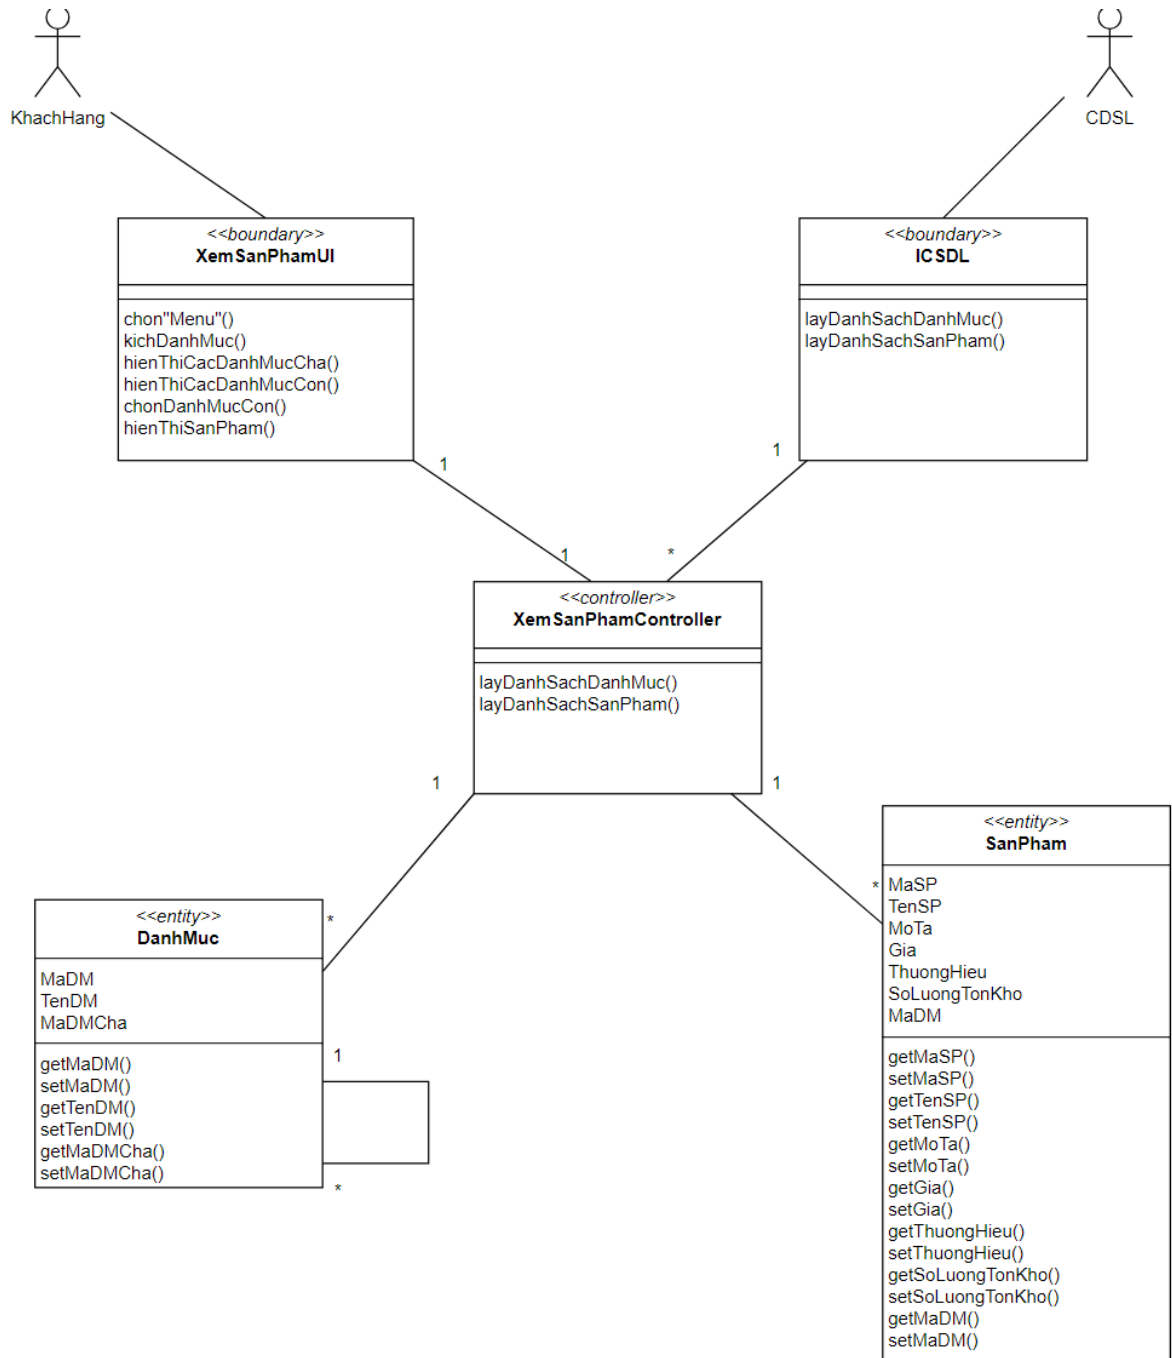 KhachHang
CDSL
<<boundary>>
XemSanPhamUI
chon"Menu"()
kichDanhMuc()
hienThiCacDanhMucCha()
hienThiCacDanhMucCon()
chonDanhMucCon()
hienThiSanPham()
<<boundary>>
ICSDL
layDanhSachDanhMuc()
layDanhSachSanPham()
1
1
1
*
<<controller>>
XemSanPhamController
layDanhSachDanhMuc()
layDanhSachSanPham()
1
1
*
*
<<entity>>
DanhMuc
MaDM
TenDM
MaDMCha
getMaDM()
setMaDM()
getTenDM()
setTenDM()
getMaDMCha()
setMaDMCha()
1
*
<<entity>>
SanPham
MaSP
TenSP
MoTa
Gia
ThuongHieu
SoLuongTonKho
MaDM
getMaSP()
setMaSP()
getTenSP()
setTenSP()
getMoTa()
setMoTa()
getGia()
setGia()
getThuongHieu()
setThuongHieu()
getSoLuongTonKho()
setSoLuongTonKho()
getMaDM()
setMaDM()